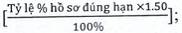 [Tỷ lệ % hồ sơ đúng hạn ×1.50
100%];